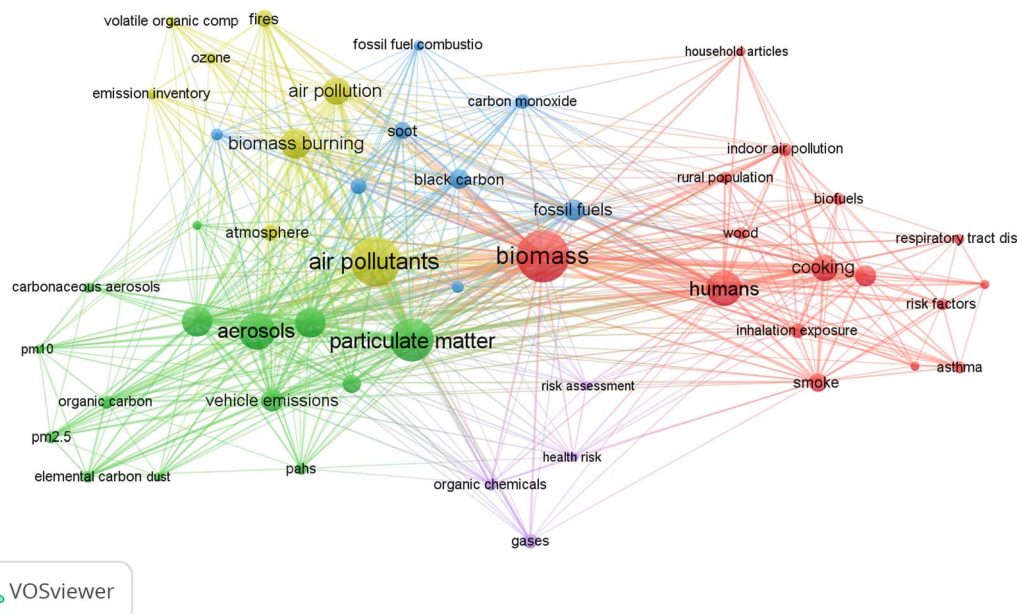 volatile organic comp
fires
ozone
fossil fuel combustio
household articles
emission inventory
air pollution
carbon monoxide
soot
biomass burning
indoor air pollution
black carbon
rural population
biofuels
fossil fuels
atmosphere
wood
respiratory tract dis
air pollutants
biomass
cooking
carbonaceous aerosols
humans
risk factors
aerosols
particulate matter
inhalation exposure
pm10
asthma
risk assessment
smoke
organic carbon
vehicle emissions
pm2.5
health risk
elemental carbon
dust
pahs
organic chemicals
gases
VOSviewer